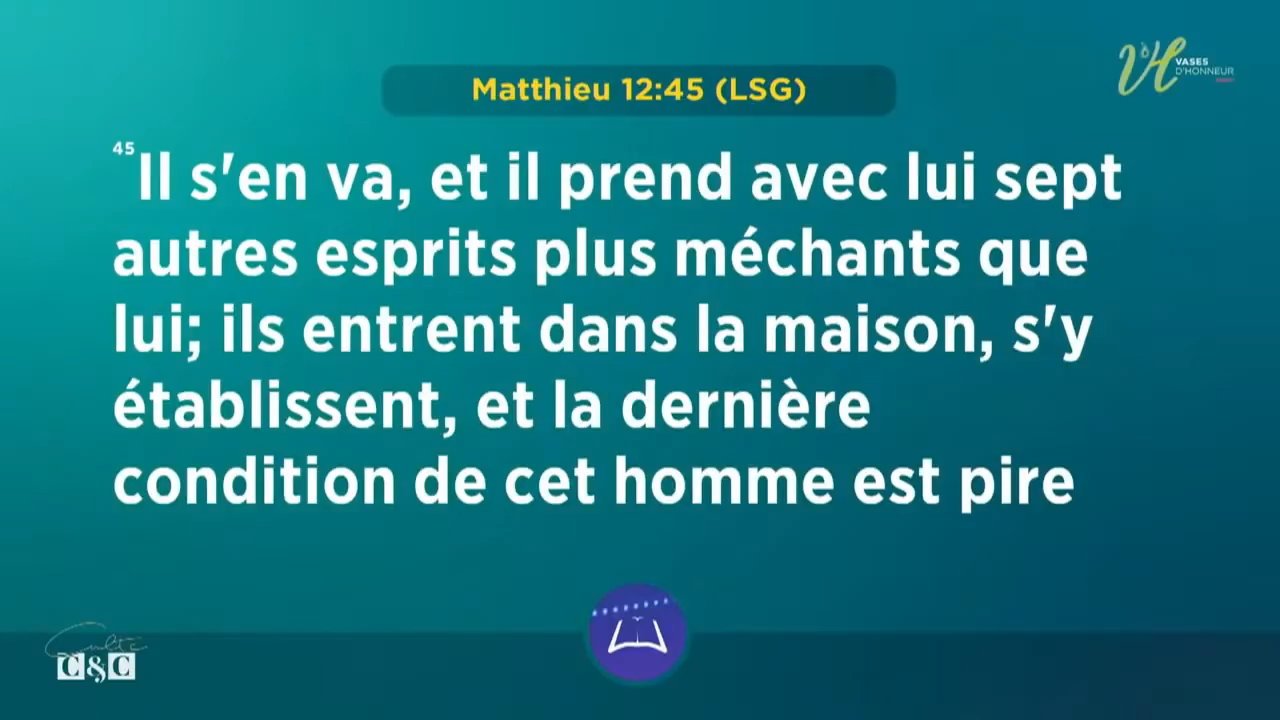 VASES
D'HONNEUR
Matthieu 12:45 (LSG)
45 Il s'en va, et il prend avec lui sept
autres esprits plus méchants que
lui; ils entrent dans la maison, s'y
établissent, et la dernière
condition de cet homme est pire
Culte
C&C